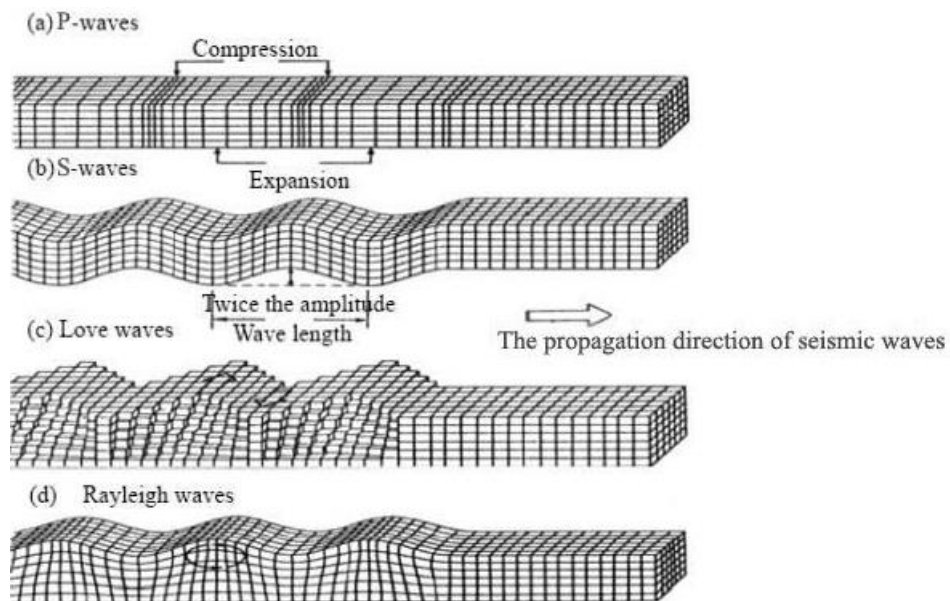 (a) P-waves
Compression
Expansion
(b) S-waves
Twice the amplitude
Wave length
The propagation direction of seismic waves
(c) Love waves
(d) Rayleigh waves